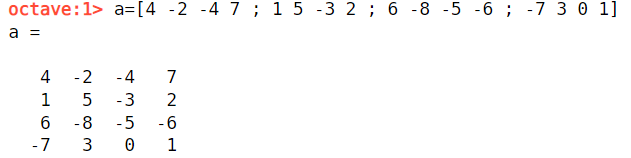 octave:1> a=[4 -2 -4 7 ; 1 5 -3 2 ; 6 -8 -5 -6 ; -7 3 0 1]
a =
4 -2 -4 7
1 5 -3 2
6 -8 -5 -6
-7 3 0 1